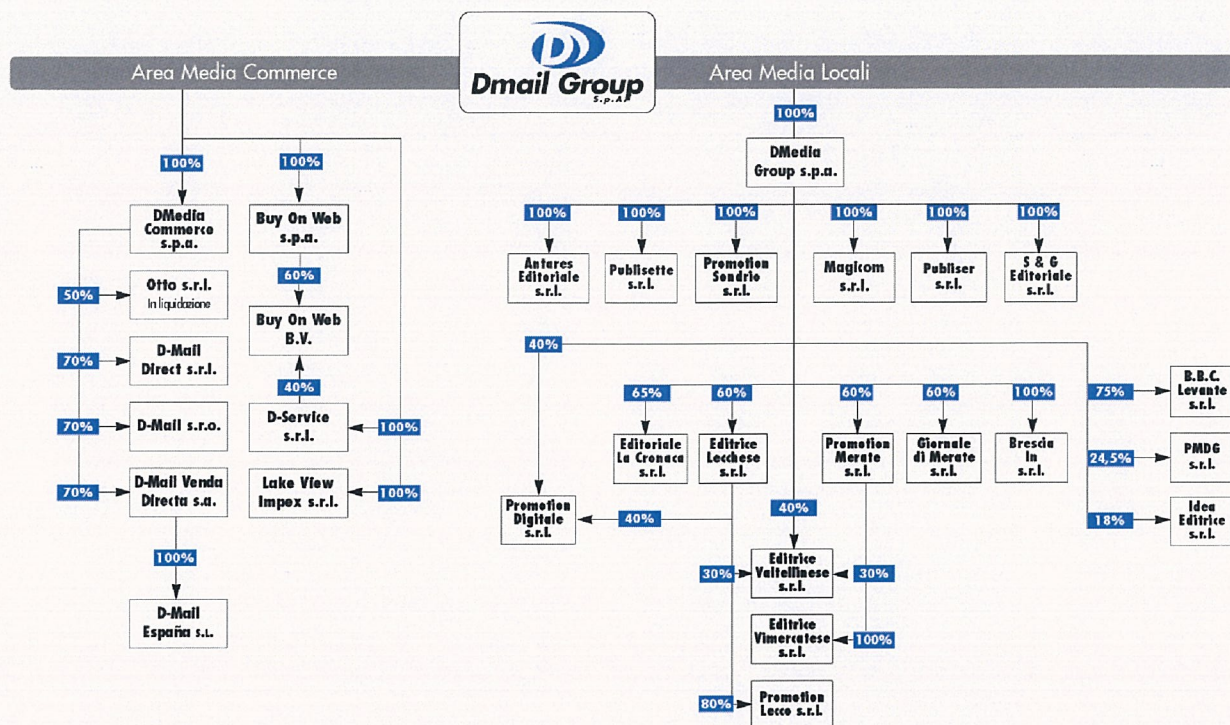 Area Media Commerce
Dmail Group
S.p.A.
Area Media Locali
100%
100%
DMedia
Commerce
s.p.a.
50%
Otto s.r.l.
In liquidazione
70%
D-Mail
Direct s.r.l.
70%
D-Mail s.r.o.
70%
D-Mail Venda
Directa s.a.
100%
D-Mail
España S.L.
100%
Buy On Web
s.p.a.
60%
Buy On Web
B.V.
40%
D-Service
s.r.l.
100%
Lake View
Impex s.r.l.
100%
DMedia
Group s.p.a.
100%
100%
100%
100%
100%
100%
Antares
Editoriale
s.r.l.
Publisette
s.r.l.
Promotion
Sondrio
s.r.l.
Magicom
s.r.l.
Publiser
s.r.l.
S & G
Editoriale
s.r.l.
40%
65%
60%
60%
60%
100%
Editoriale
La Cronaca
s.r.l.
Editrice
Lecchese
s.r.l.
Promotion
Merate
s.r.l.
Giornale
di Merate
s.r.l.
Brescia
In
s.r.l.
75%
B.B.C.
Levante
s.r.l.
24,5%
PMDG
s.r.l.
18%
Idea
Editrice
s.r.l.
Promotion
Digitale
s.r.l.
40%
40%
30%
Editrice
Valtellinese
s.r.l.
30%
Editrice
Vimercatese
s.r.l.
100%
80%
Promotion
Lecco s.r.l.